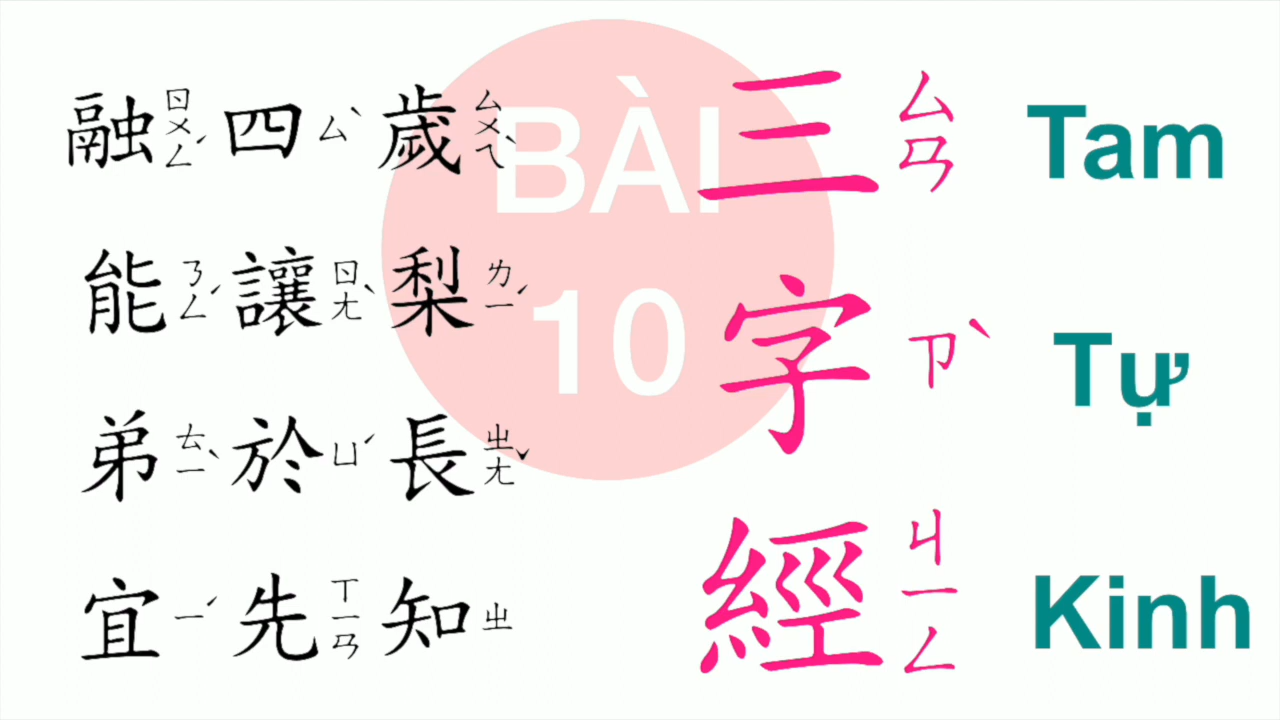 融ㄖㄨㄥˊ四ㄙˋ歲ㄙㄨㄟˋ
能ㄋㄥˊ讓ㄖㄤˋ梨ㄌㄧˊ
弟ㄊㄧˋ於ㄩˊ長ㄓㄤˇ
宜ㄧˊ先ㄒㄧㄢ知ㄓ
BÀI
10
三ㄙㄢ Tam
字ㄗˋ Tự
經ㄐㄧㄥ Kinh